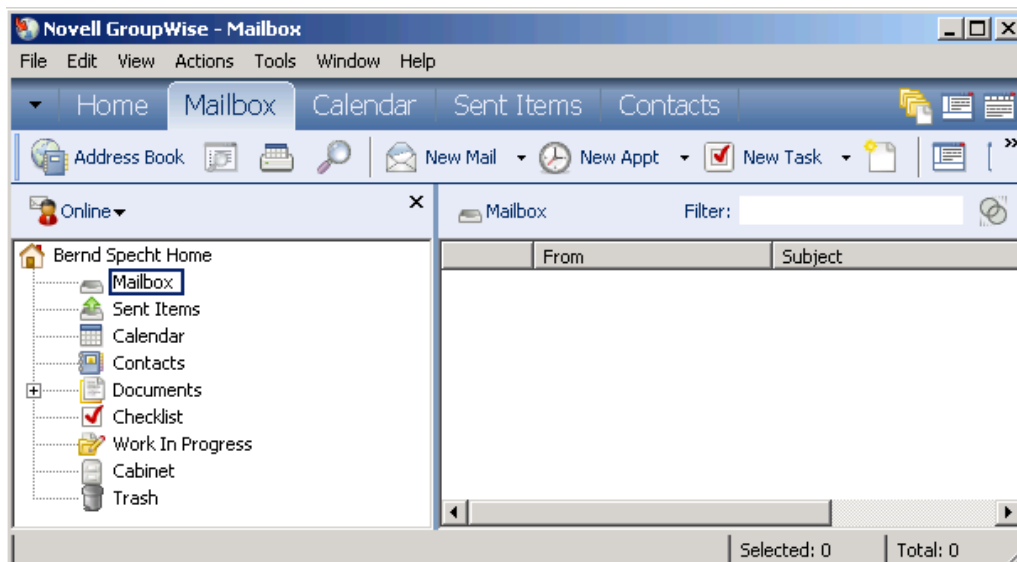 Novell GroupWise - Mailbox
File Edit View Actions Tools Window Help
Home Mailbox Calendar Sent Items Contacts
Address Book New Mail New Appt New Task »
Online Mailbox Filter:
Bernd Specht Home From Subject
Mailbox
Sent Items
Calendar
Contacts
Documents
Checklist
Work In Progress
Cabinet
Trash
Selected: 0 Total: 0